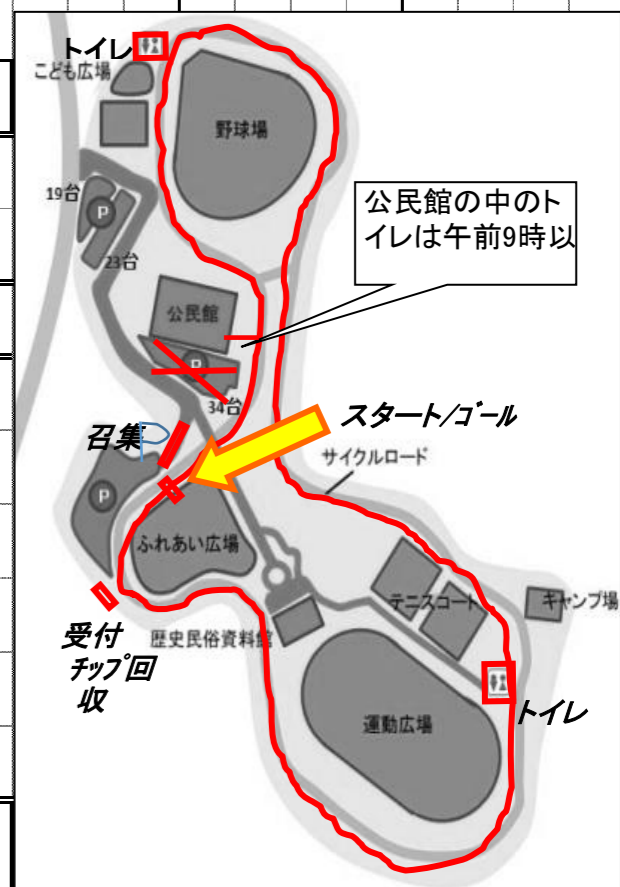 トイレ
こども広場
野球場
19台
P
23台
公民館の中のト
イレは午前9時以
公民館
P
34台
スタート/ゴール
召集
サイクルロード
P
ふれあい広場
テニスコート
キャンプ場
受付
チップ回
収
歴史民俗資料館
トイレ
運動広場